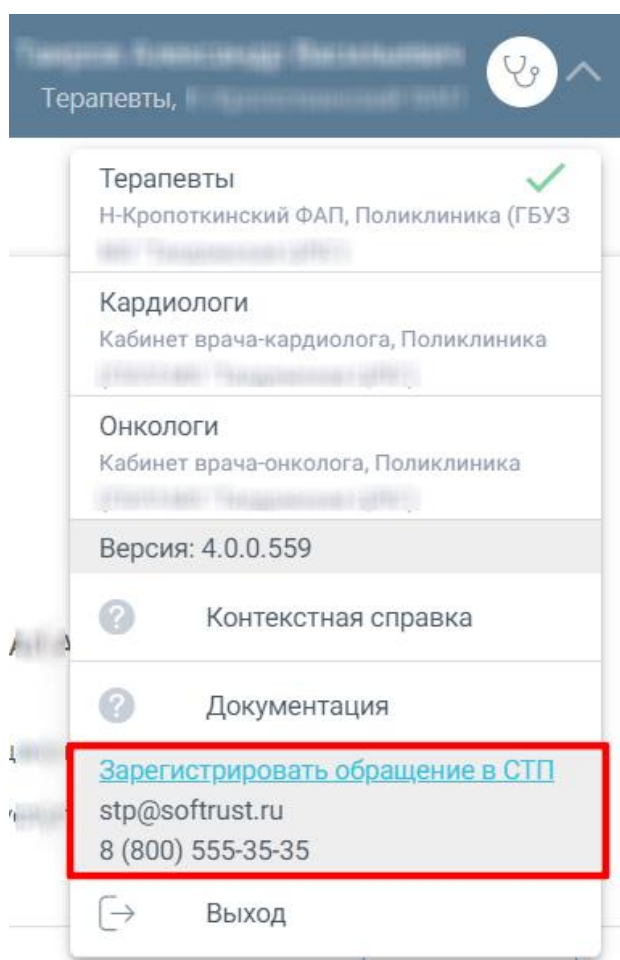 Терапевты,
Терапевты
Н-Кропоткинский ФАП, Поликлиника (ГБУЗ
Кардиологи
Кабинет врача-кардиолога, Поликлиника
Онкологи
Кабинет врача-онколога, Поликлиника
Версия: 4.0.0.559
Контекстная справка
Документация
Зарегистрировать обращение в СТП
stp@softrust.ru
8 (800) 555-35-35
Выход